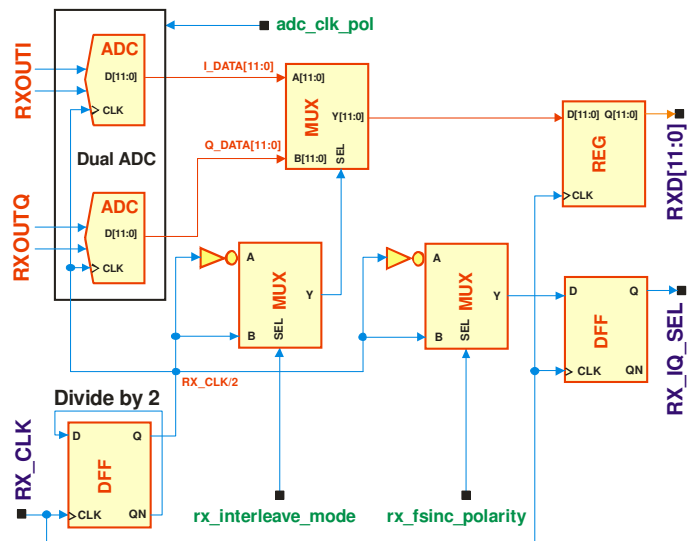 adc_clk_pol
RXOUTI
ADC
D[11:0]
CLK
I_DATA[11:0]
A[11:0]
MUX
Y[11:0]
B[11:0]
SEL
Q_DATA[11:0]
D[11:0] Q[11:0]
REG
CLK
RXD[11:0]
Dual ADC
RXOUTQ
ADC
D[11:0]
CLK
A
MUX
Y
B
SEL
A
MUX
Y
B
SEL
D Q
DFF
CLK QN
RX_IQ_SEL
RX_CLK/2
Divide by 2
RX_CLK
D Q
DFF
CLK QN
rx_interleave_mode
rx_fsinc_polarity